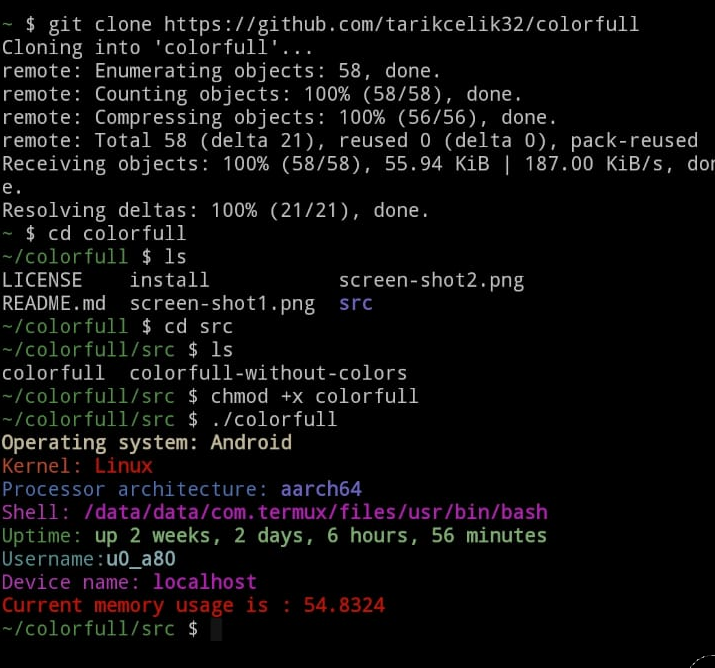 ~ $ git clone https://github.com/tarikcelik32/colorfull
Cloning into 'colorfull'...
remote: Enumerating objects: 58, done.
remote: Counting objects: 100% (58/58), done.
remote: Compressing objects: 100% (56/56), done.
remote: Total 58 (delta 21), reused 0 (delta 0), pack-reused
Receiving objects: 100% (58/58), 55.94 KiB | 187.00 KiB/s, don
e.
Resolving deltas: 100% (21/21), done.
~ $ cd colorfull
~/colorfull $ ls
LICENSE    install           screen-shot2.png
README.md  screen-shot1.png  src
~/colorfull $ cd src
~/colorfull/src $ ls
colorfull  colorfull-without-colors
~/colorfull/src $ chmod +x colorfull
~/colorfull/src $ ./colorfull
Operating system: Android
Kernel: Linux
Processor architecture: aarch64
Shell: /data/data/com.termux/files/usr/bin/bash
Uptime: up 2 weeks, 2 days, 6 hours, 56 minutes
Username:u0_a80
Device name: localhost
Current memory usage is : 54.8324
~/colorfull/src $